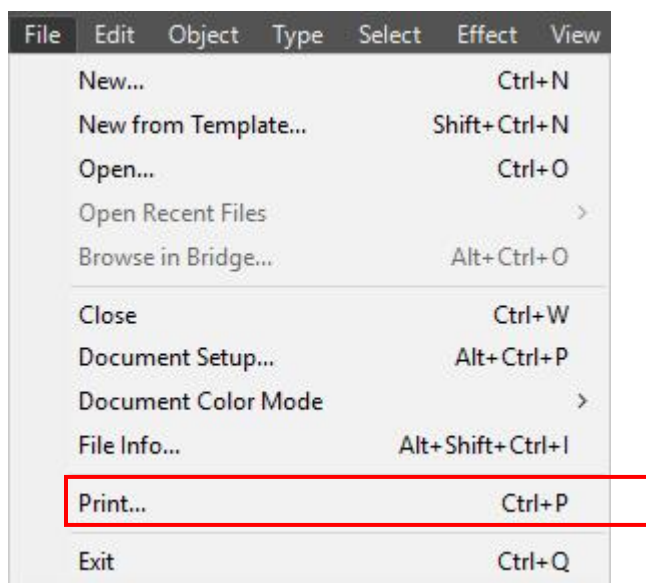 File Edit Object Type Select Effect View
New... Ctrl+N
New from Template... Shift+Ctrl+N
Open... Ctrl+O
Open Recent Files >
Browse in Bridge... Alt+Ctrl+O
Close Ctrl+W
Document Setup... Alt+Ctrl+P
Document Color Mode >
File Info... Alt+Shift+Ctrl+I
Print... Ctrl+P
Exit Ctrl+Q